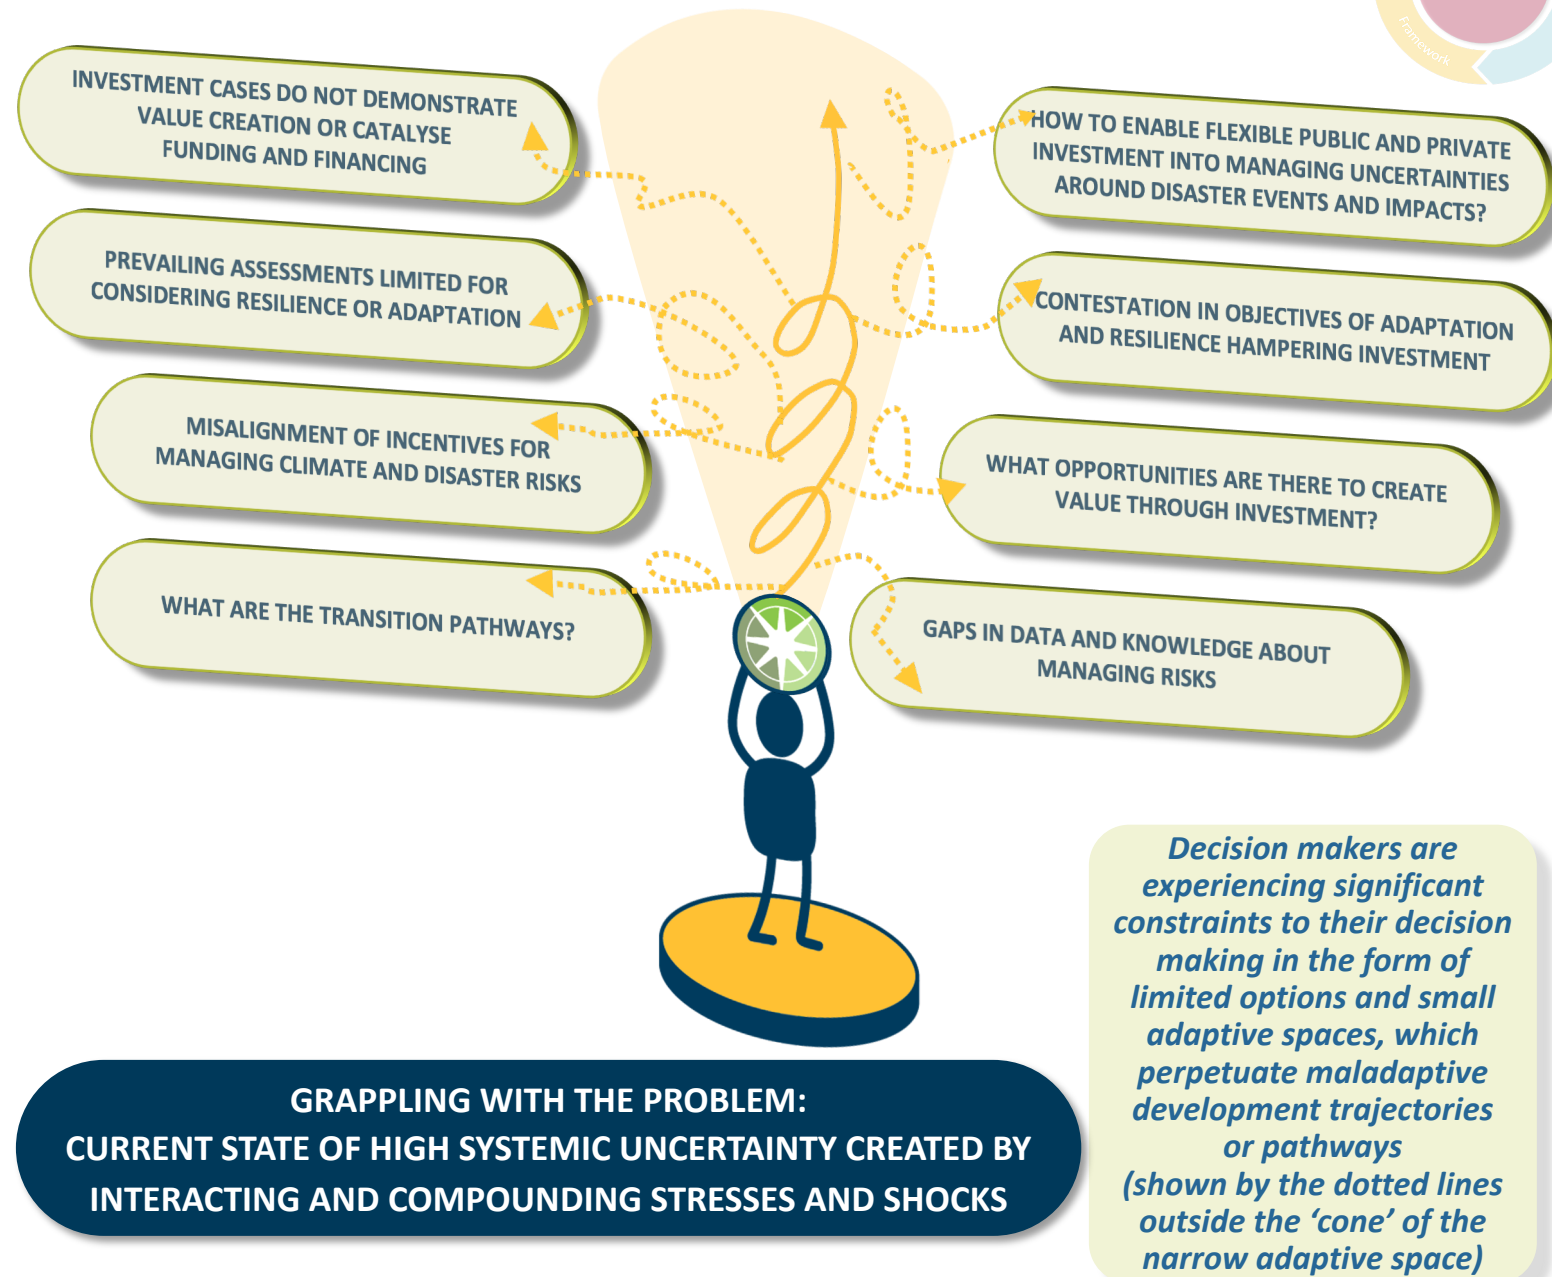 Framework
INVESTMENT CASES DO NOT DEMONSTRATE
VALUE CREATION OR CATALYSE
FUNDING AND FINANCING
PREVAILING ASSESSMENTS LIMITED FOR
CONSIDERING RESILIENCE OR ADAPTATION
MISALIGNMENT OF INCENTIVES FOR
MANAGING CLIMATE AND DISASTER RISKS
WHAT ARE THE TRANSITION PATHWAYS?
HOW TO ENABLE FLEXIBLE PUBLIC AND PRIVATE
INVESTMENT INTO MANAGING UNCERTAINTIES
AROUND DISASTER EVENTS AND IMPACTS?
CONTESTATION IN OBJECTIVES OF ADAPTATION
AND RESILIENCE HAMPERING INVESTMENT
WHAT OPPORTUNITIES ARE THERE TO CREATE
VALUE THROUGH INVESTMENT?
GAPS IN DATA AND KNOWLEDGE ABOUT
MANAGING RISKS
Decision makers are
experiencing significant
constraints to their decision
making in the form of
limited options and small
adaptive spaces, which
perpetuate maladaptive
development trajectories
or pathways
(shown by the dotted lines
outside the ‘cone’ of the
narrow adaptive space)
GRAPPLING WITH THE PROBLEM:
CURRENT STATE OF HIGH SYSTEMIC UNCERTAINTY CREATED BY
INTERACTING AND COMPOUNDING STRESSES AND SHOCKS